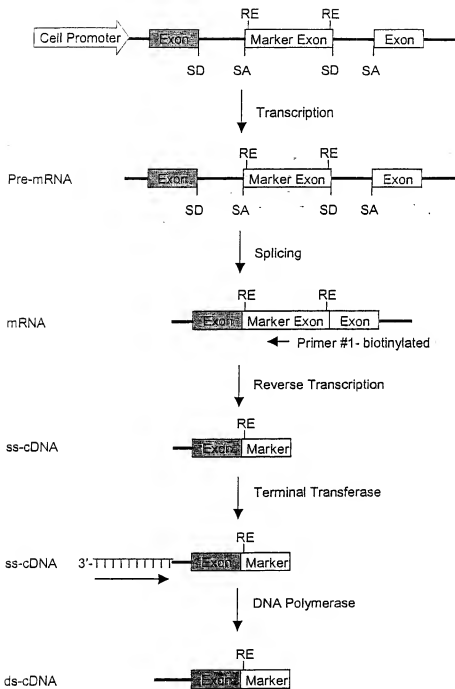 RE RE
Cell Promoter Exon Marker Exon Exon
SD SA SD SA
Transcription
RE RE
Pre-mRNA Exon Marker Exon Exon
SD SA SD SA
Splicing
RE RE
mRNA Exon Marker Exon Exon
Primer #1- biotinylated
Reverse Transcription
RE
ss-cDNA Exon Marker
Terminal Transferase
RE
ss-cDNA 3'-TTTTTTTTTT Exon Marker
DNA Polymerase
RE
ds-cDNA Exon Marker